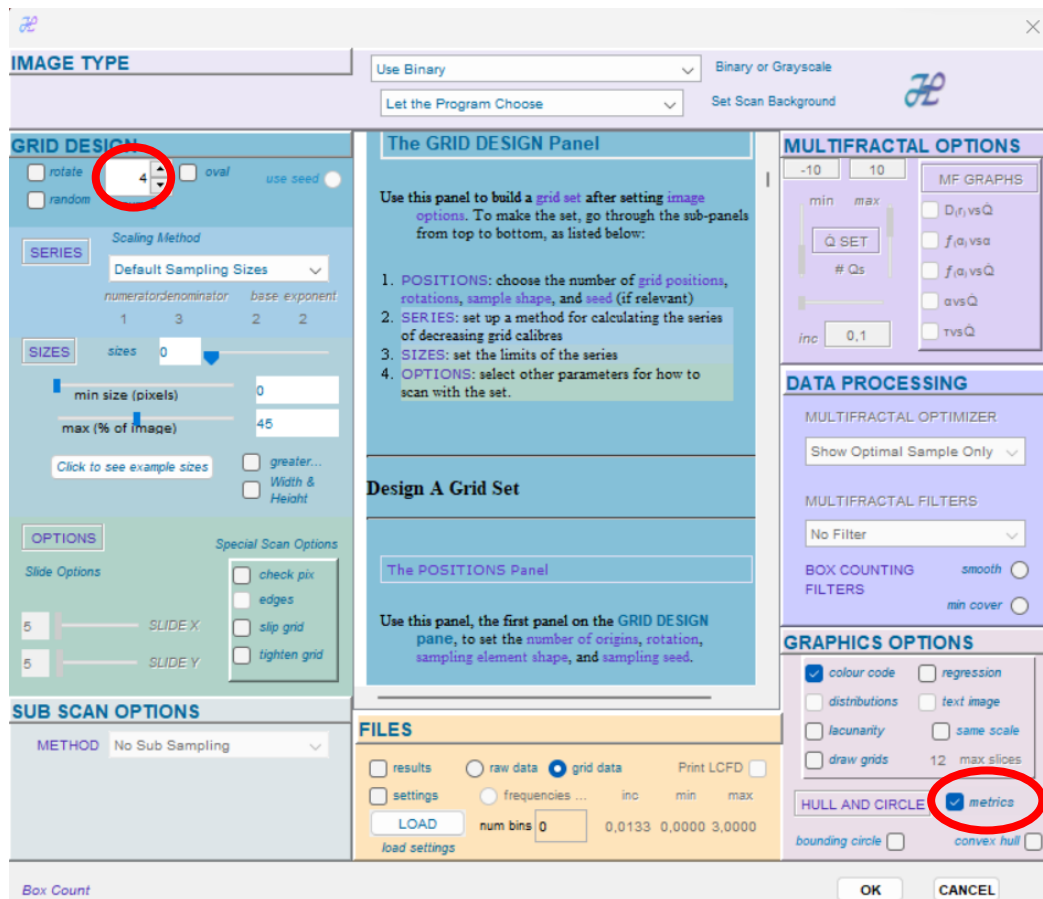 IMAGE TYPE
Use Binary
Binary or Grayscale
Let the Program Choose
Set Scan Background
GRID DESIGN
rotate
4
oval
use seed
random
SERIES
Scaling Method
Default Sampling Sizes
numerator denominator base exponent
1 3 2 2
SIZES
sizes
0
min size (pixels)
0
max (% of image)
45
Click to see example sizes
greater...
Width &
Height
OPTIONS
Special Scan Options
Slide Options
check pix
edges
5
SLIDE X
slip grid
5
SLIDE Y
tighten grid
SUB SCAN OPTIONS
METHOD
No Sub Sampling
The GRID DESIGN Panel
Use this panel to build a grid set after setting image
options. To make the set, go through the sub-panels
from top to bottom, as listed below:
1. POSITIONS: choose the number of grid positions,
rotations, sample shape, and seed (if relevant)
2. SERIES: set up a method for calculating the series
of decreasing grid calibres
3. SIZES: set the limits of the series
4. OPTIONS: select other parameters for how to
scan with the set.
Design A Grid Set
The POSITIONS Panel
Use this panel, the first panel on the GRID DESIGN
pane, to set the number of origins, rotation,
sampling element shape, and sampling seed.
FILES
results
raw data
grid data
Print LCFD
settings
frequencies ...
inc min max
LOAD
num bins 0
0,0133 0,0000 3,0000
load settings
MULTIFRACTAL OPTIONS
-10 10
MF GRAPHS
min max
D(r) vsQ
Q SET
f(α) vsα
# Qs
f(α) vsQ
αvsQ
inc 0,1
τvsQ
DATA PROCESSING
MULTIFRACTAL OPTIMIZER
Show Optimal Sample Only
MULTIFRACTAL FILTERS
No Filter
BOX COUNTING
FILTERS
smooth
min cover
GRAPHICS OPTIONS
colour code
regression
distributions
text image
lacunarity
same scale
draw grids
12 max slices
HULL AND CIRCLE
metrics
bounding circle
convex hull
Box Count
OK
CANCEL